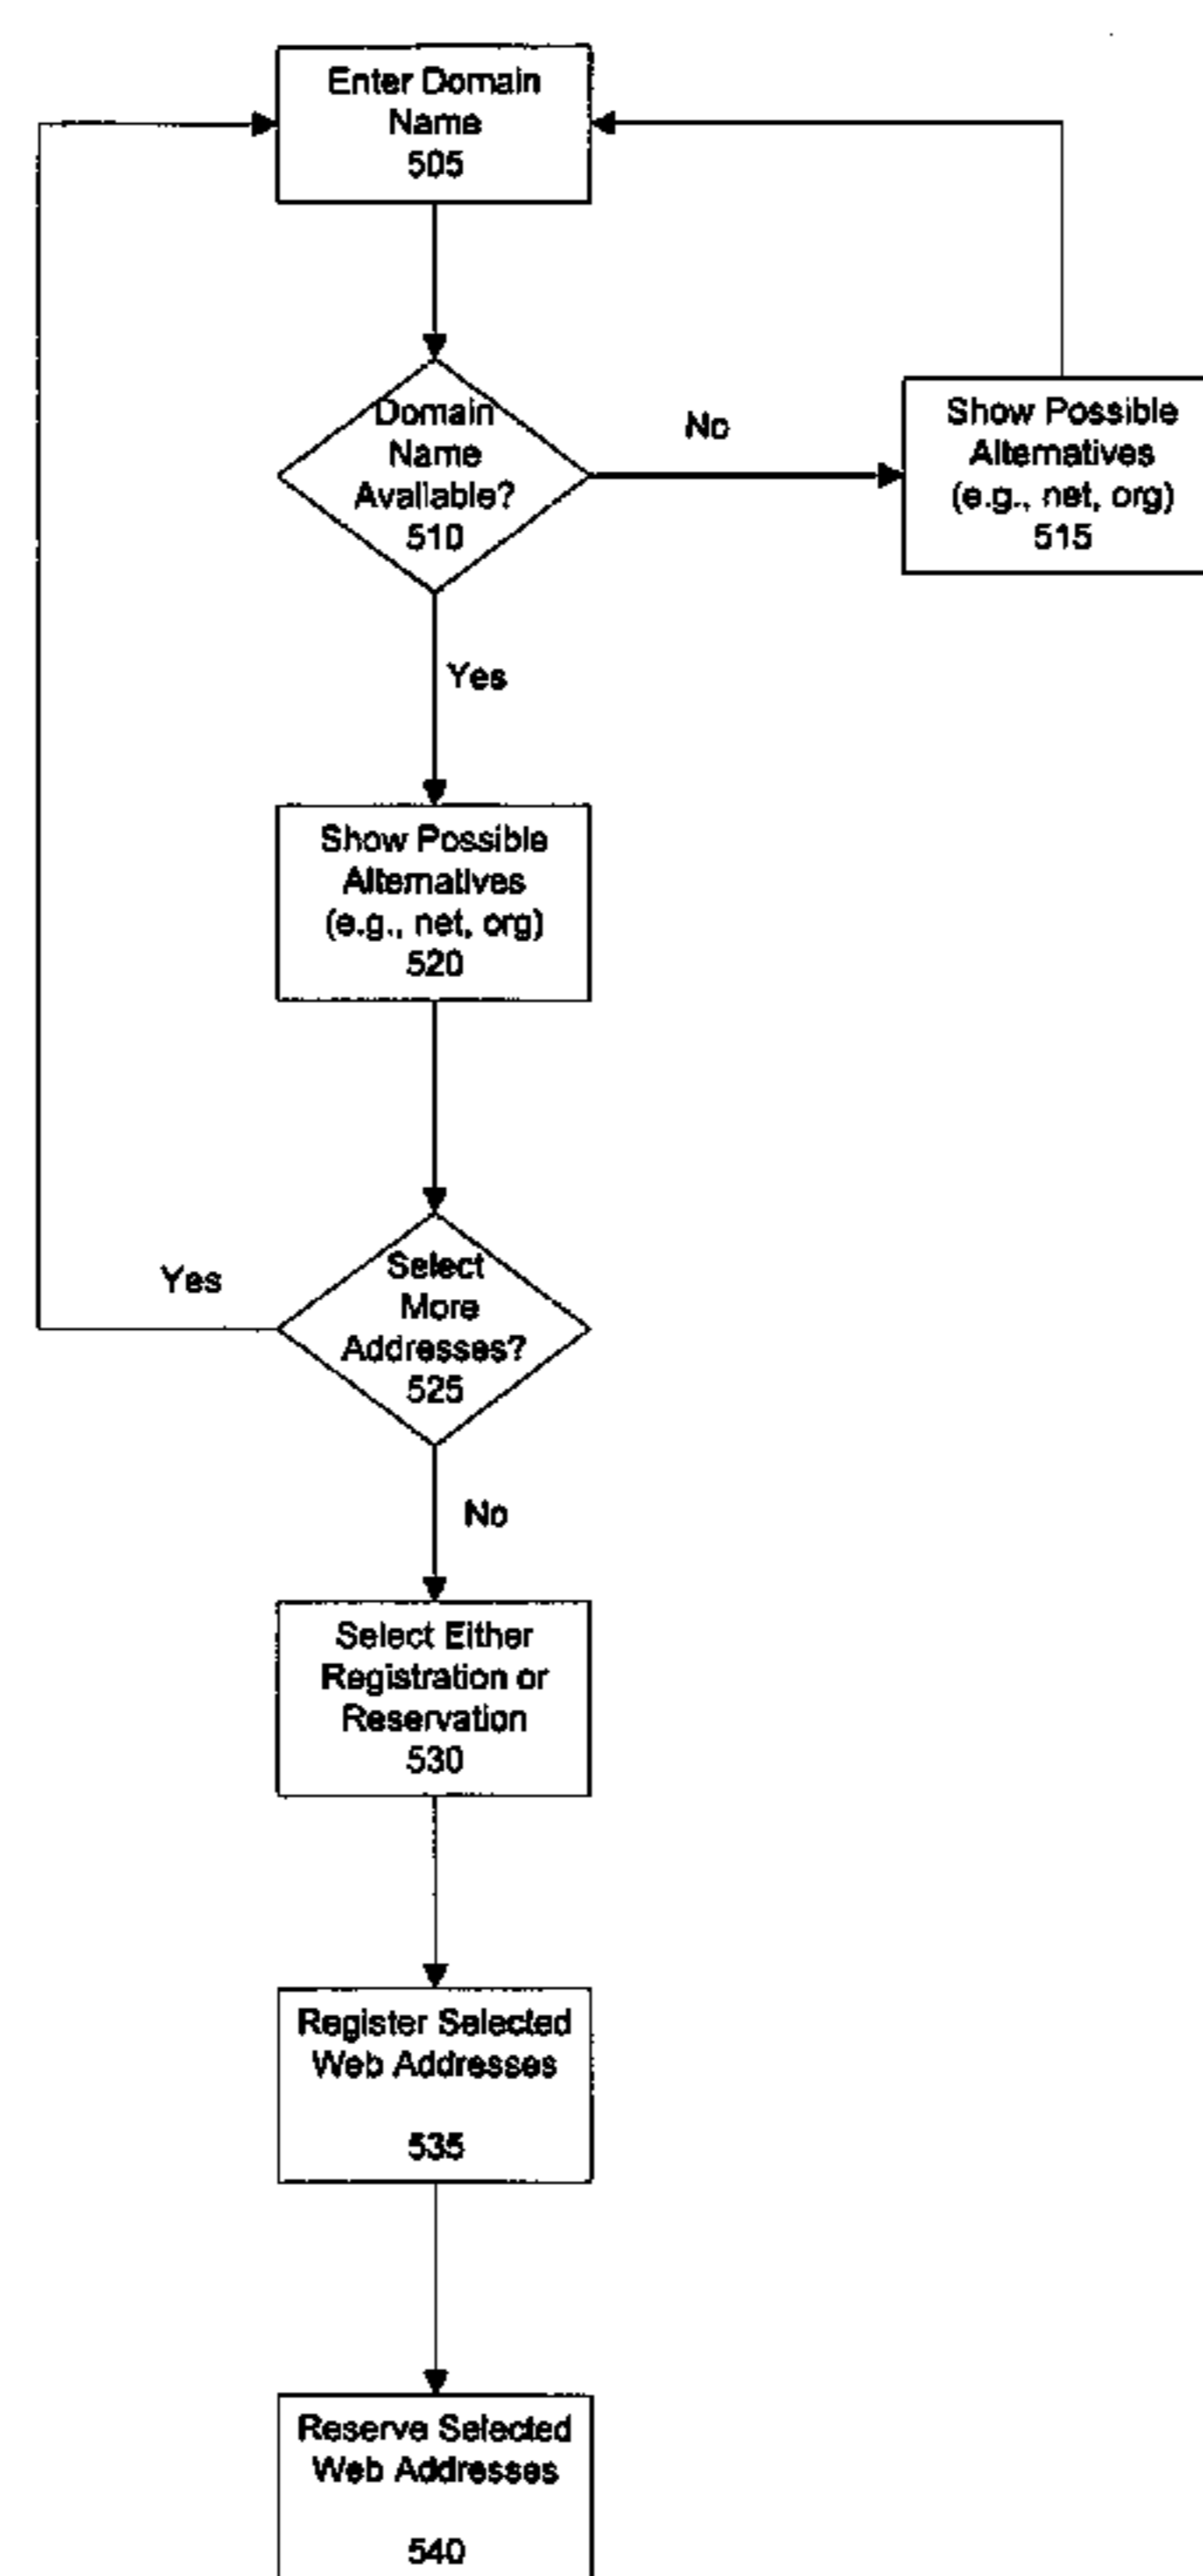 Enter Domain
Name
505
Domain
Name
Available?
510
No
Show Possible
Alternatives
(e.g., net, org)
515
Yes
Show Possible
Alternatives
(e.g., net, org)
520
Yes
Select
More
Addresses?
525
No
Select Either
Registration or
Reservation
530
Register Selected
Web Addresses
535
Reserve Selected
Web Addresses
540